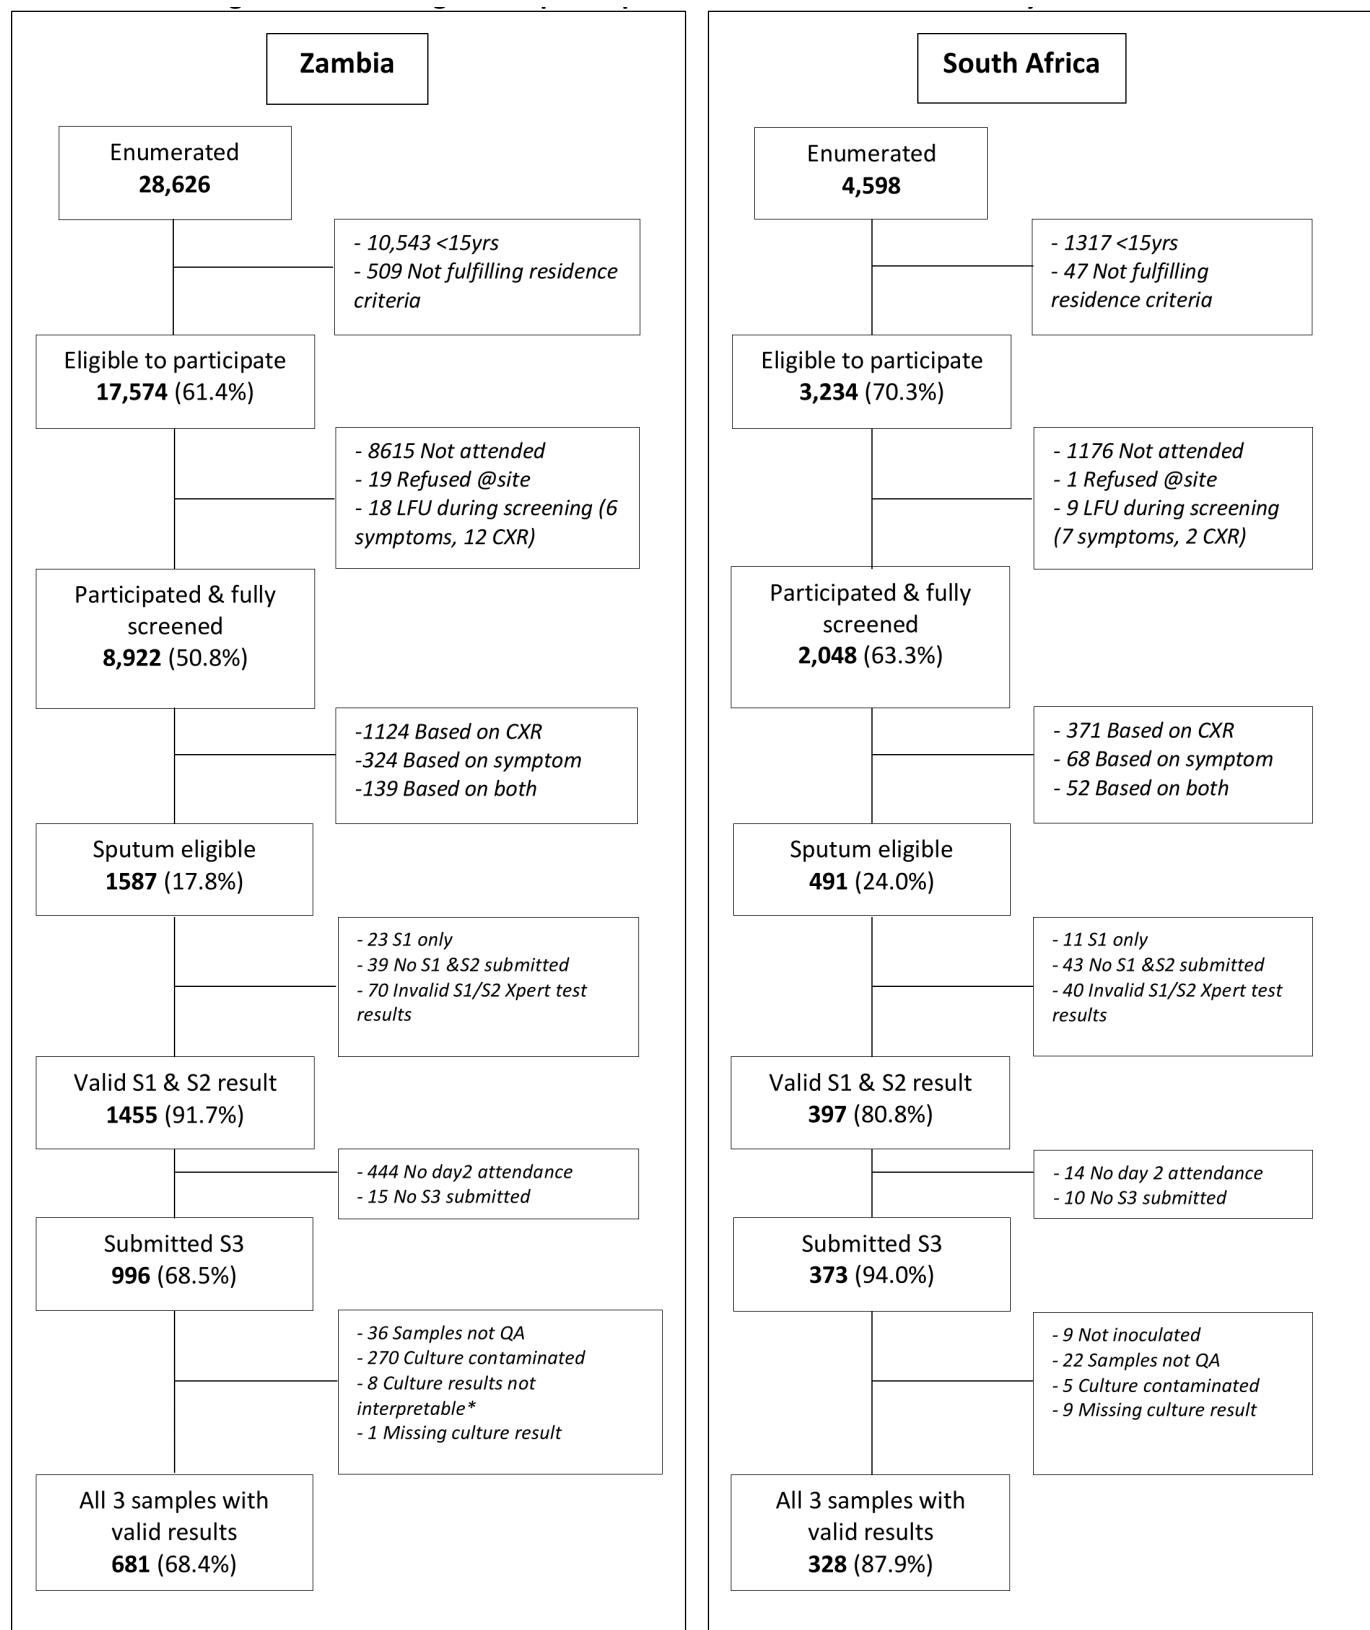 Zambia
Enumerated
28,626
- 10,543 <15yrs
- 509 Not fulfilling residence
criteria
Eligible to participate
17,574 (61.4%)
- 8615 Not attended
- 19 Refused @site
- 18 LFU during screening (6
symptoms, 12 CXR)
Participated & fully
screened
8,922 (50.8%)
-1124 Based on CXR
-324 Based on symptom
-139 Based on both
Sputum eligible
1587 (17.8%)
- 23 S1 only
- 39 No S1 &S2 submitted
- 70 Invalid S1/S2 Xpert test
results
Valid S1 & S2 result
1455 (91.7%)
- 444 No day2 attendance
- 15 No S3 submitted
Submitted S3
996 (68.5%)
- 36 Samples not QA
- 270 Culture contaminated
- 8 Culture results not
interpretable*
- 1 Missing culture result
All 3 samples with
valid results
681 (68.4%)
South Africa
Enumerated
4,598
- 1317 <15yrs
- 47 Not fulfilling
residence criteria
Eligible to participate
3,234 (70.3%)
- 1176 Not attended
- 1 Refused @site
- 9 LFU during screening
(7 symptoms, 2 CXR)
Participated & fully
screened
2,048 (63.3%)
- 371 Based on CXR
- 68 Based on symptom
- 52 Based on both
Sputum eligible
491 (24.0%)
- 11 S1 only
- 43 No S1 &S2 submitted
- 40 Invalid S1/S2 Xpert test
results
Valid S1 & S2 result
397 (80.8%)
- 14 No day 2 attendance
- 10 No S3 submitted
Submitted S3
373 (94.0%)
- 9 Not inoculated
- 22 Samples not QA
- 5 Culture contaminated
- 9 Missing culture result
All 3 samples with
valid results
328 (87.9%)